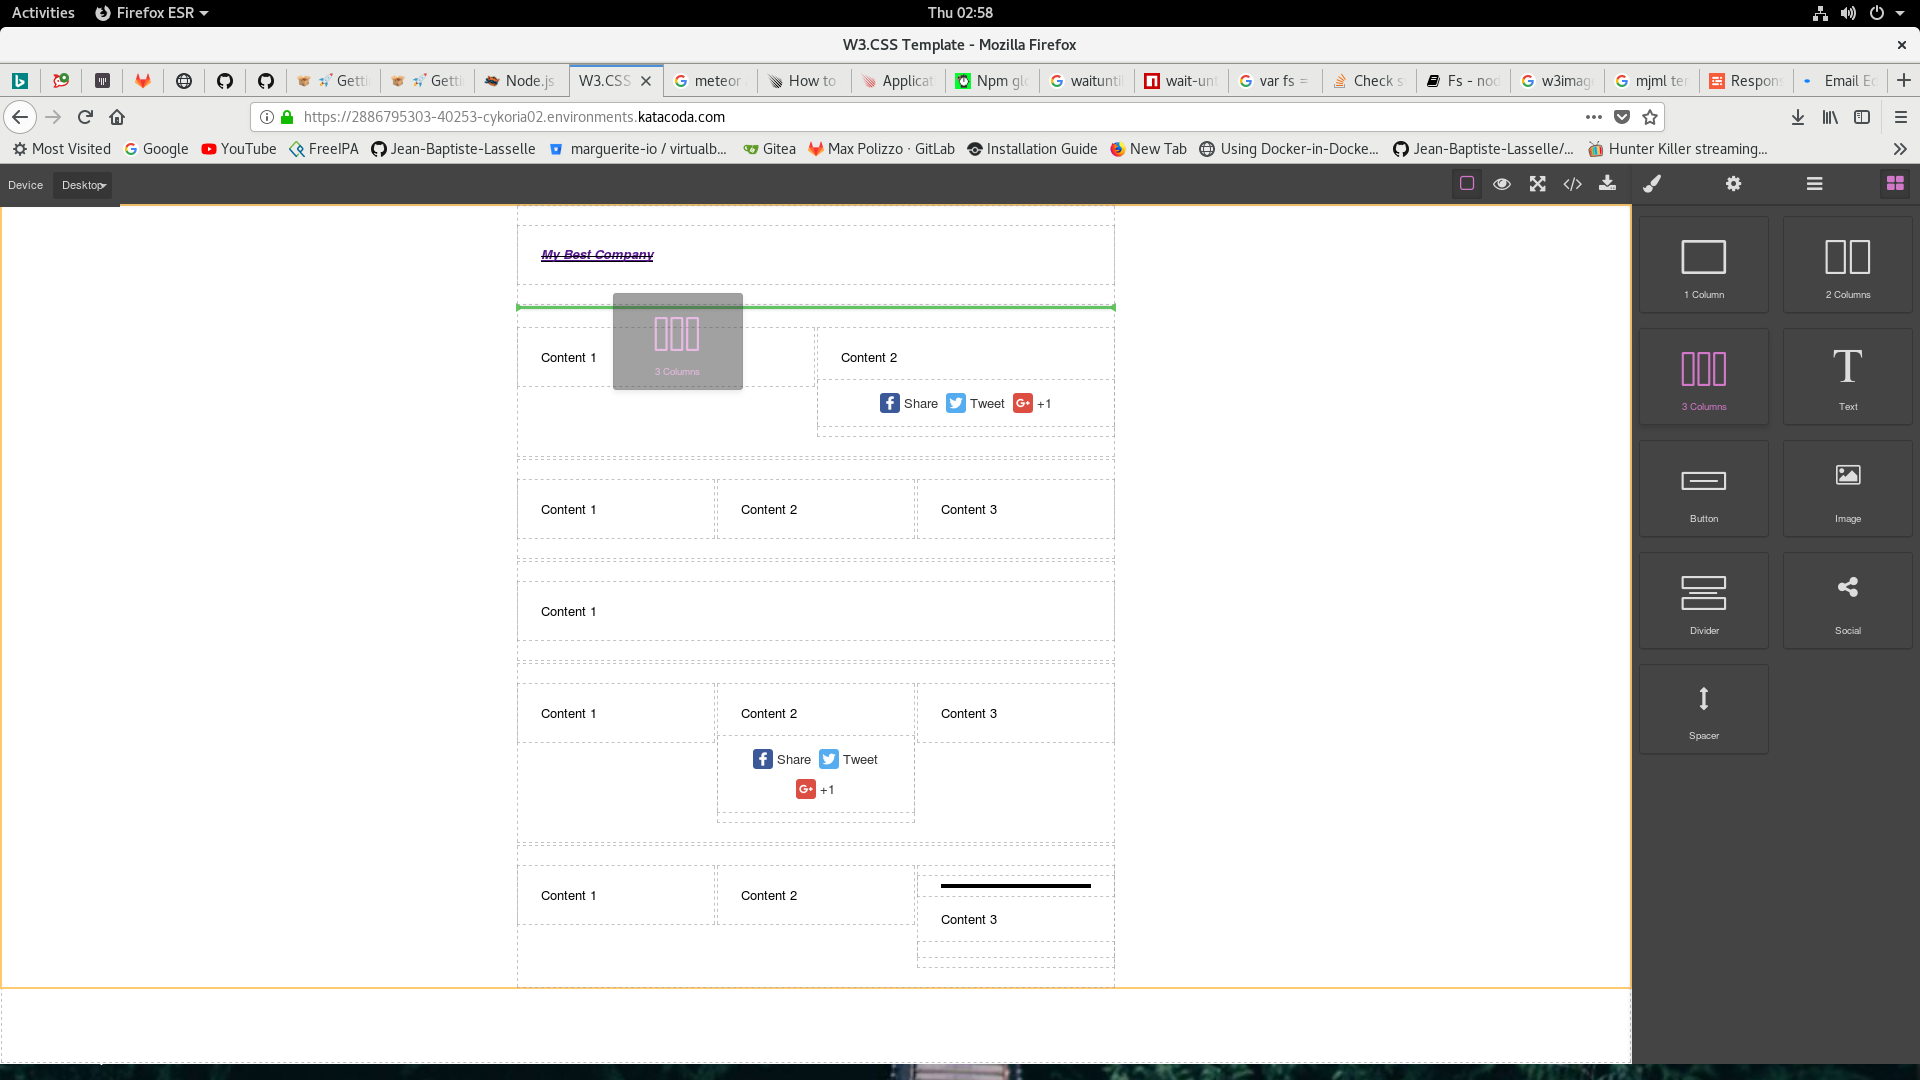 Activities Firefox ESR Thu 02:58
W3.CSS Template - Mozilla Firefox
Getti Getti Node.js W3.CSS meteor How to Applicat Npm glo waituntil wait-unt var fs = Check s Fs - nod w3image mjml ter Respons Email Ed
https://2886795303-40253-cykoria02.environments.katacoda.com
Most Visited Google YouTube FreeIPA Jean-Baptiste-Lasselle marguerite-io / virtualb... Gitea Max Polizzo · GitLab Installation Guide New Tab Using Docker-in-Docke... Jean-Baptiste-Lasselle/... Hunter Killer streaming...
Device Desktop
My Best Company
3 Columns
Content 1 Content 2
Share Tweet +1
Content 1 Content 2 Content 3
Content 1
Content 1 Content 2 Content 3
Share Tweet
+1
Content 1 Content 2
Content 3
1 Column 2 Columns
3 Columns Text
Button Image
Divider Social
Spacer